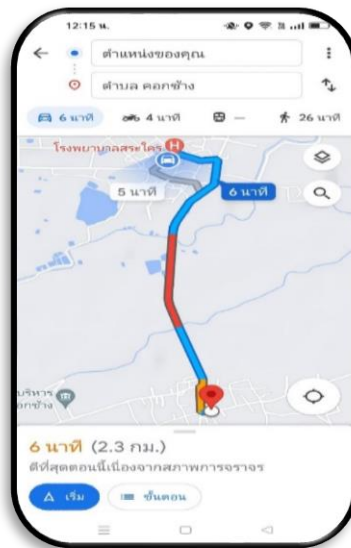 12:15 น.
ตำแหน่งของคุณ
ตำบล คอกช้าง
6 นาที
4 นาที
—
26 นาที
โรงพยาบาลสระใคร
H
5 นาที
6 นาที
บริหาร
อกช้าง
6 นาที (2.3 กม.)
ดีที่สุดตอนนี้เนื่องจากสภาพการจราจร
เริ่ม
ขั้นตอน